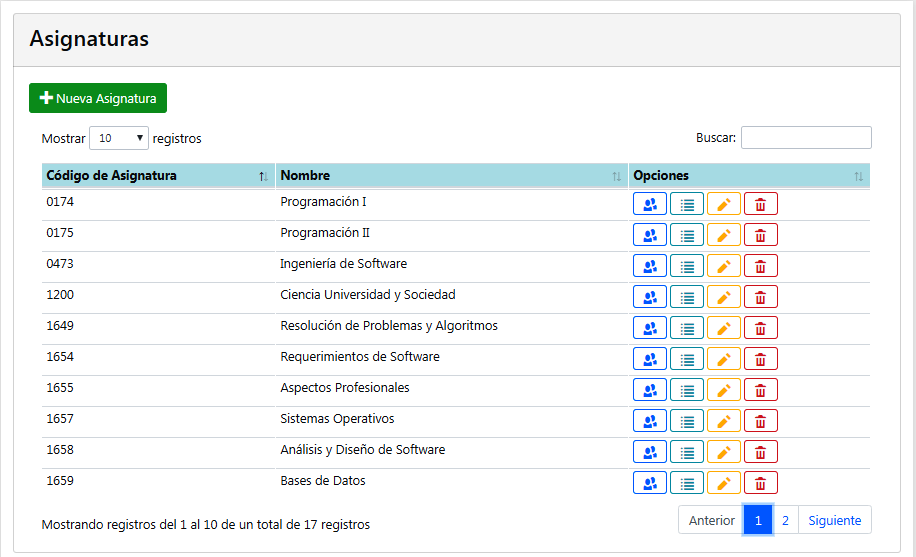 Asignaturas
Nueva Asignatura
Mostrar 10 registros Buscar:
Código de Asignatura Nombre Opciones
0174 Programación I
0175 Programación II
0473 Ingeniería de Software
1200 Ciencia Universidad y Sociedad
1649 Resolución de Problemas y Algoritmos
1654 Requerimientos de Software
1655 Aspectos Profesionales
1657 Sistemas Operativos
1658 Análisis y Diseño de Software
1659 Bases de Datos
Mostrando registros del 1 al 10 de un total de 17 registros Anterior 1 2 Siguiente